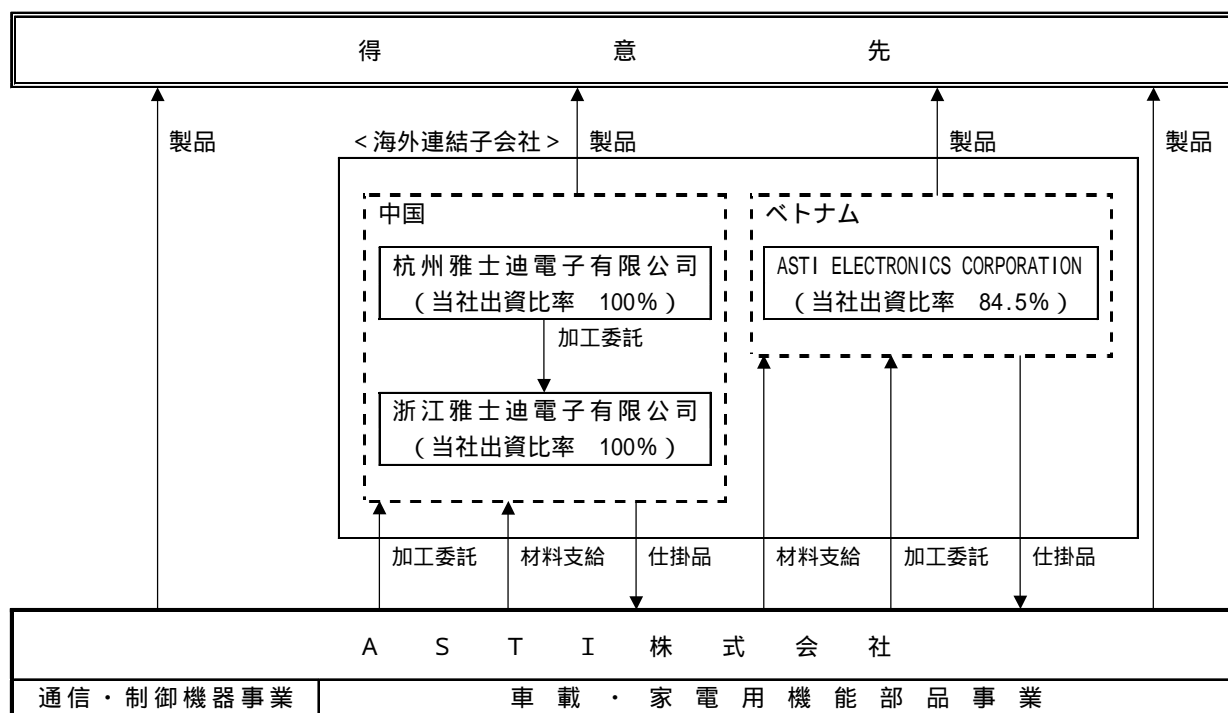 得意先
製品 <海外連結子会社> 製品 製品 製品
中国
杭州雅士迪電子有限公司
(当社出資比率 100%)
加工委託
浙江雅士迪電子有限公司
(当社出資比率 100%)
ベトナム
ASTI ELECTRONICS CORPORATION
(当社出資比率 84.5%)
加工委託 材料支給 仕掛品 材料支給 加工委託 仕掛品
ASTI株式会社
通信・制御機器事業 車載・家電用機能部品事業